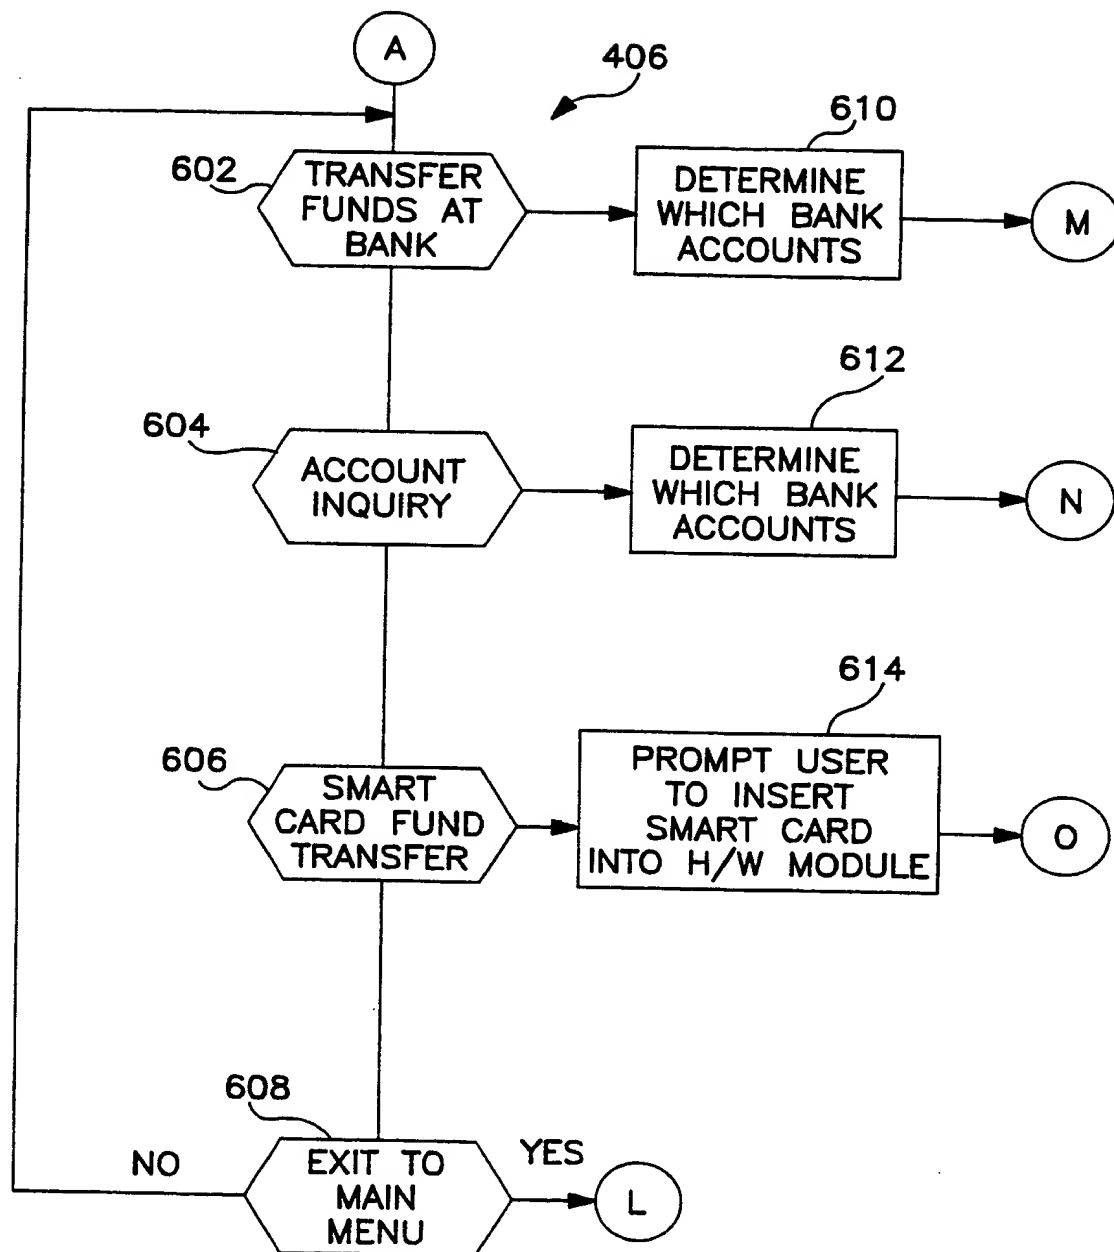 A
406
602
TRANSFER
FUNDS AT
BANK
610
DETERMINE
WHICH BANK
ACCOUNTS
M
604
ACCOUNT
INQUIRY
612
DETERMINE
WHICH BANK
ACCOUNTS
N
606
SMART
CARD FUND
TRANSFER
614
PROMPT USER
TO INSERT
SMART CARD
INTO H/W MODULE
O
608
NO
EXIT TO
MAIN
MENU
YES
L